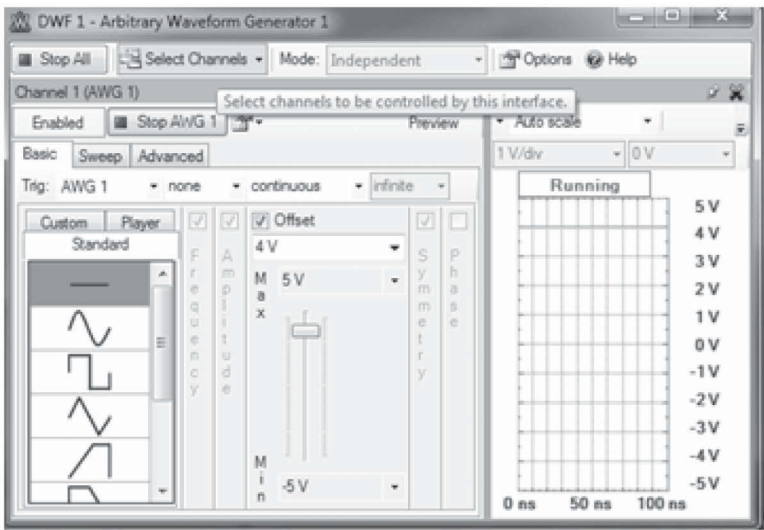 DWF 1 - Arbitrary Waveform Generator 1
Stop All Select Channels Mode: Independent Options Help
Channel 1 (AWG 1)
Select channels to be controlled by this interface.
Enabled Stop AWG 1 Preview Auto scale
Basic Sweep Advanced 1 V/div 0 V
Trig: AWG 1 none continuous infinite Running
Custom Player
Standard
Frequency
Amplitude
Offset
4 V
Max 5 V
Min -5 V
Symmetry
Phase
5 V
4 V
3 V
2 V
1 V
0 V
-1 V
-2 V
-3 V
-4 V
-5 V
0 ns 50 ns 100 ns